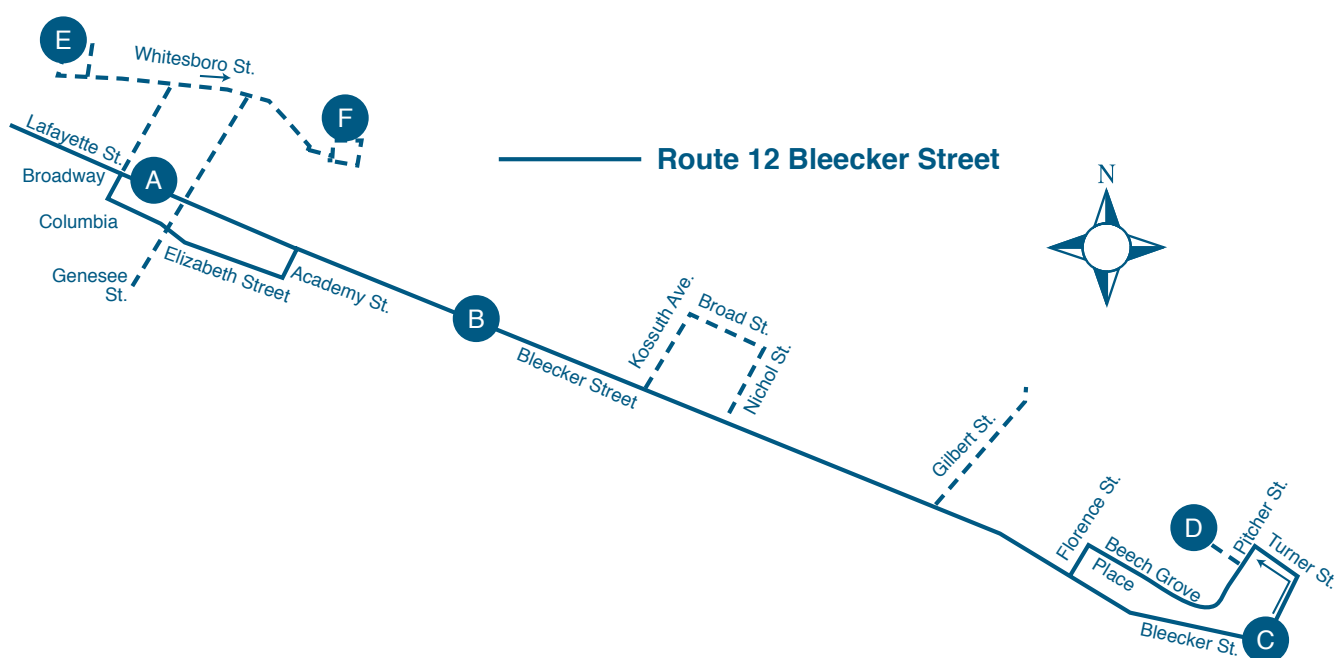 E
Whitesboro St.
F
Lafayette St.
Route 12 Bleecker Street
Broadway
A
N
Columbia
Genesee
St.
Elizabeth Street
Academy St.
B
Bleecker Street
Kossuth Ave.
Broad St.
Nichol St.
Gilbert St.
Florence St.
Beech Grove
Place
D
Pitcher St.
Turner St.
Bleecker St.
C